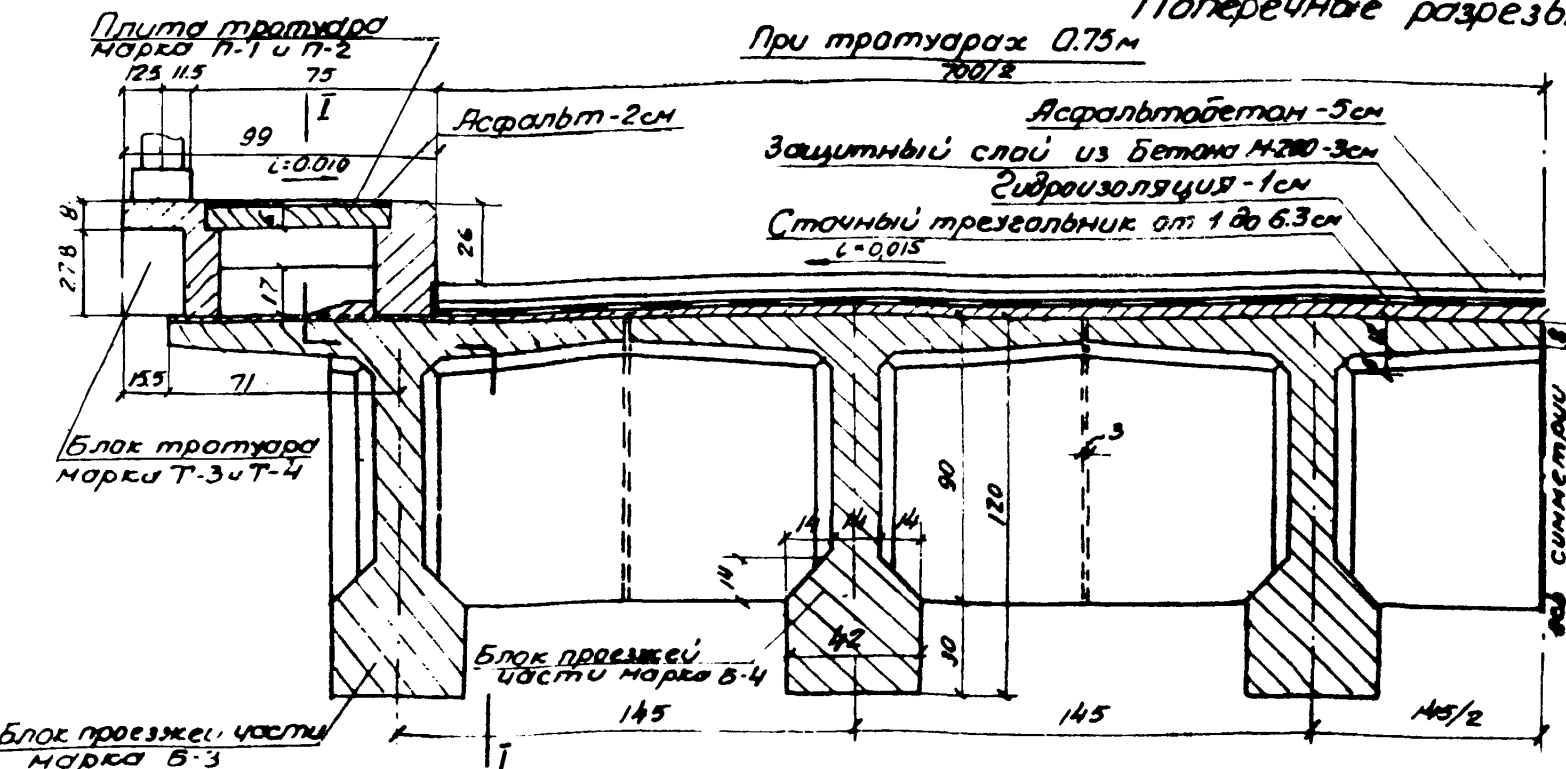 Поперечные разрезы
При тротуарах 0.75м
700/2
Плита тротуара
марка П-1 и П-2
12.5 11.5 75
I
Асфальт-2см
99
i=0.010
Асфальтобетон-5см
Защитный слой из бетона М-200-3см
Гидроизоляция-1см
Сточный треугольник от 1 до 6.3см
i=0,015
8
6
26
27.8
17
15.5 71
Блок тротуара
марки Т-3 и Т-4
3
90
120
14 14 14
14
42
30
8
ось симметрии
Блок проезжей
части марка Б-4
Блок проезжей части
марка Б-3
145 145 145/2
I